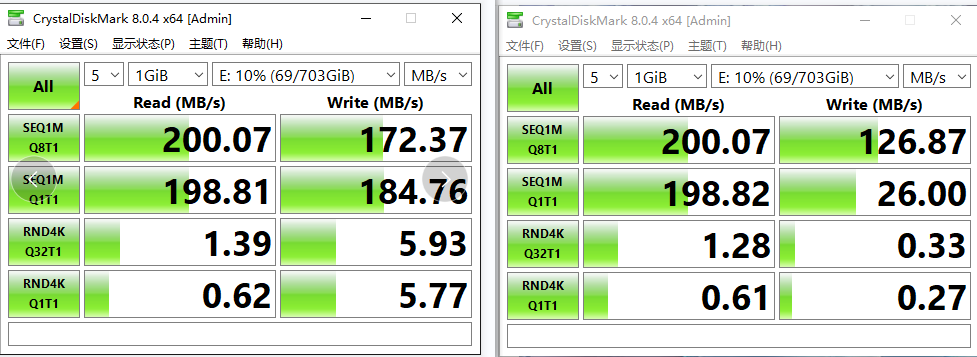 CrystalDiskMark 8.0.4 x64 [Admin]
文件(F) 设置(S) 显示状态(P) 主题(T) 帮助(H)
All
5 1GiB E: 10% (69/703GiB) MB/s
Read (MB/s) Write (MB/s)
SEQ1M
Q8T1
200.07 172.37
SEQ1M
Q1T1
198.81 184.76
RND4K
Q32T1
1.39 5.93
RND4K
Q1T1
0.62 5.77
CrystalDiskMark 8.0.4 x64 [Admin]
文件(F) 设置(S) 显示状态(P) 主题(T) 帮助(H)
All
5 1GiB E: 10% (69/703GiB) MB/s
Read (MB/s) Write (MB/s)
SEQ1M
Q8T1
200.07 126.87
SEQ1M
Q1T1
198.82 26.00
RND4K
Q32T1
1.28 0.33
RND4K
Q1T1
0.61 0.27